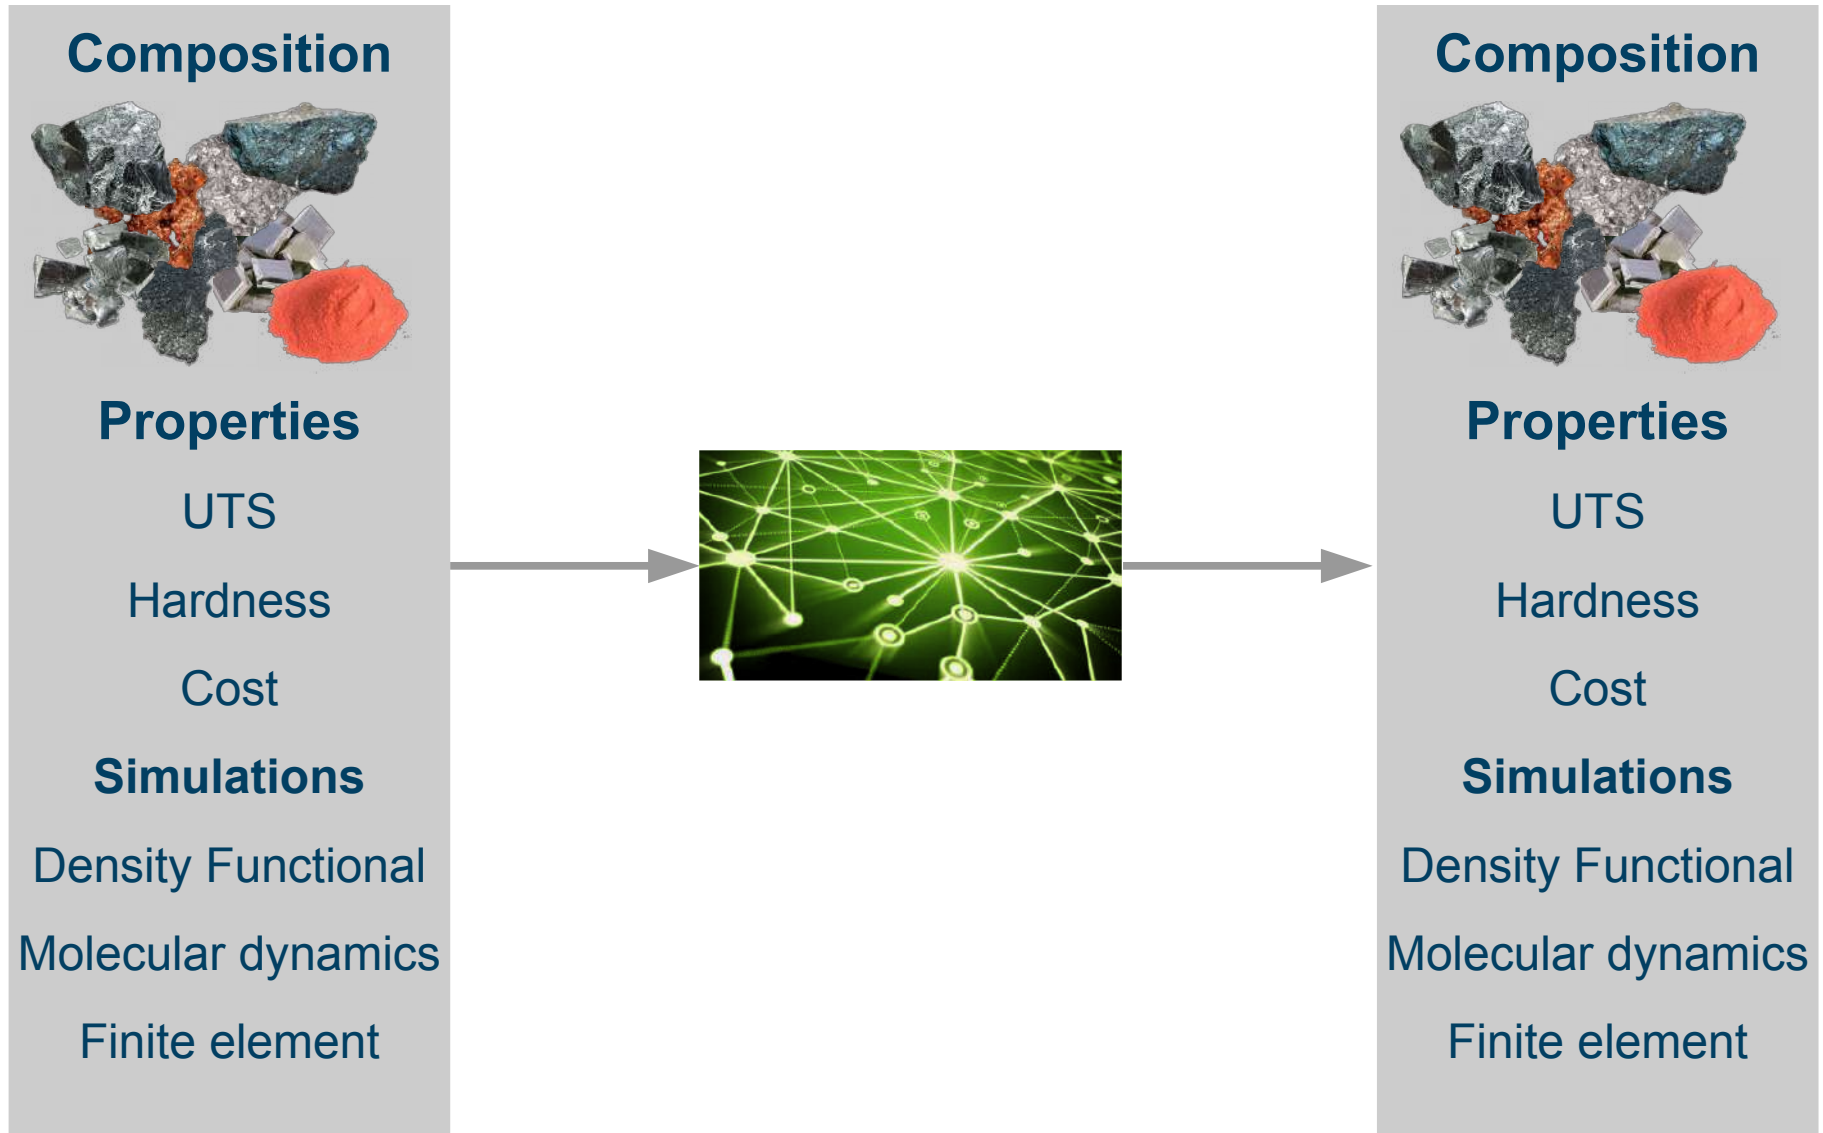 Composition
Properties
UTS
Hardness
Cost
Simulations
Density Functional
Molecular dynamics
Finite element
Composition
Properties
UTS
Hardness
Cost
Simulations
Density Functional
Molecular dynamics
Finite element